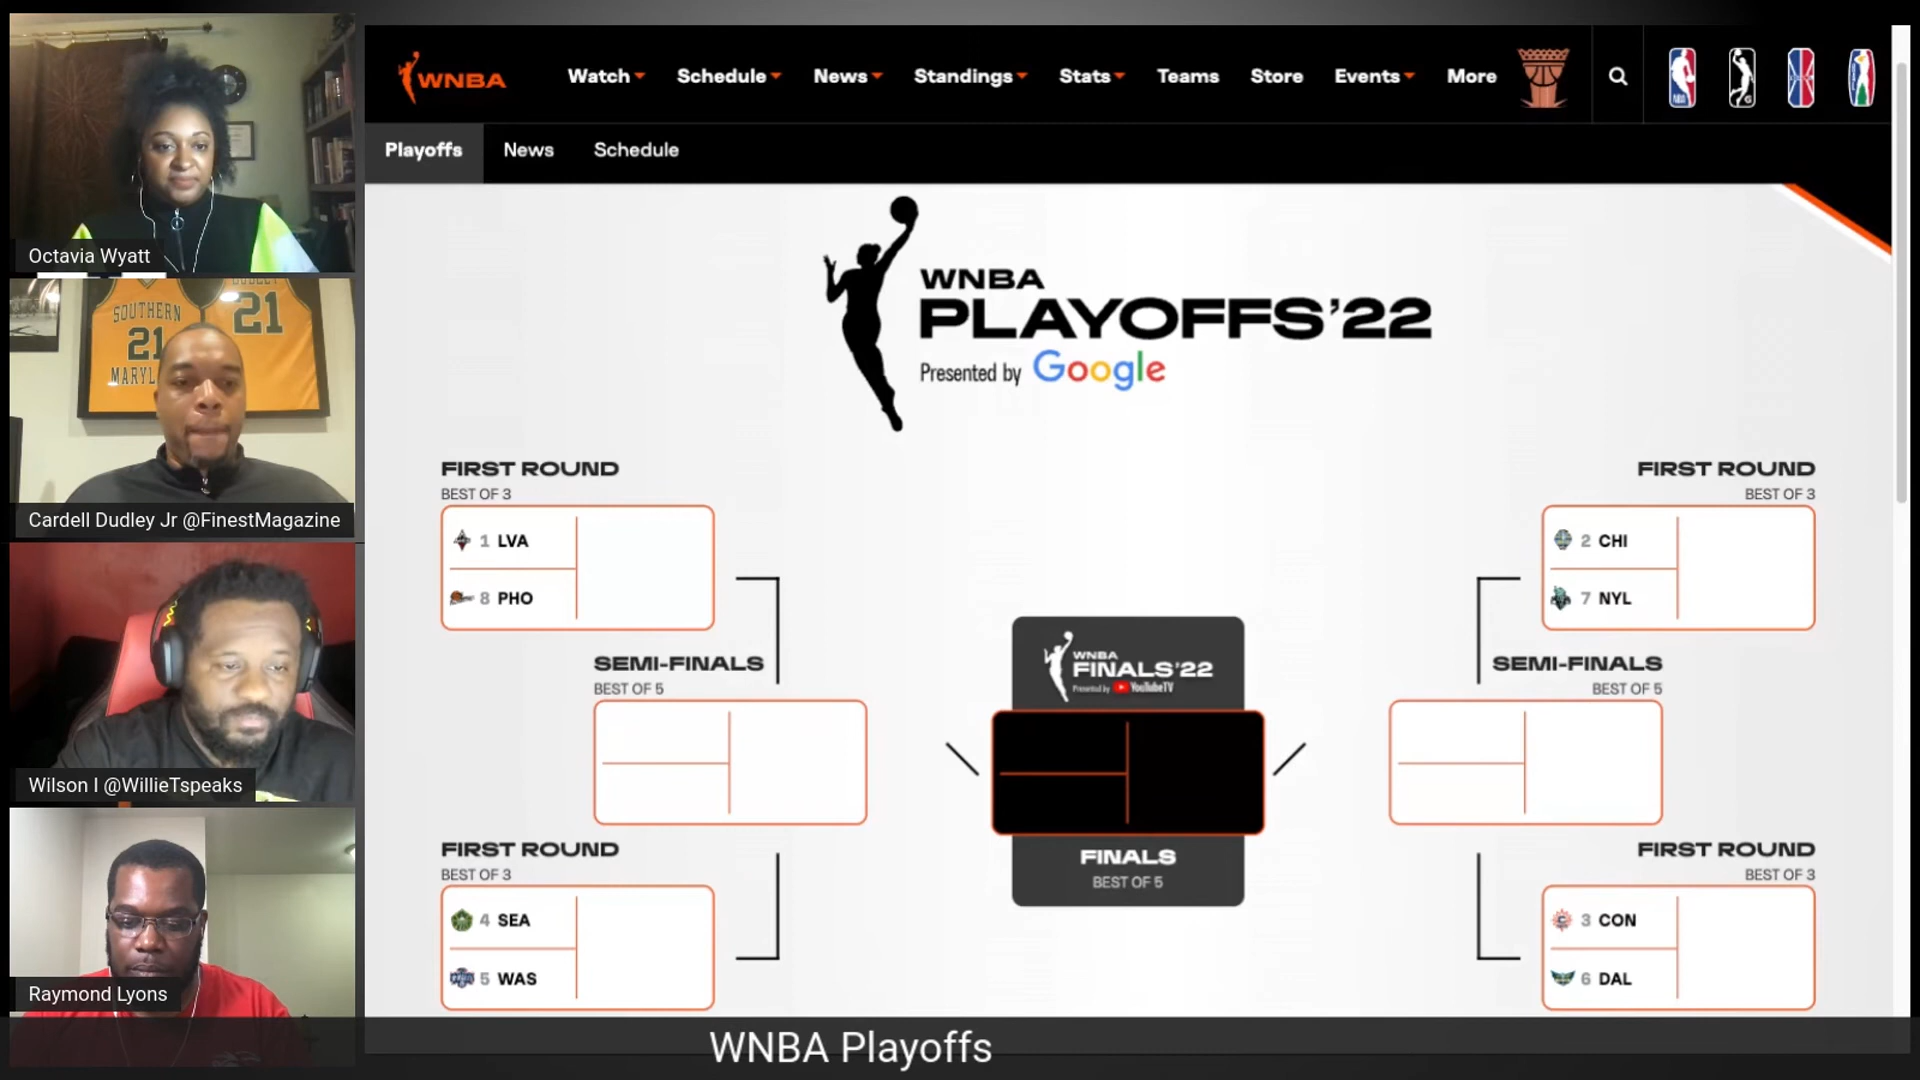 Octavia Wyatt
SOUTHERN
21
MARYL
21
Cardell Dudley Jr @FinestMagazine
Wilson I @WillieTspeaks
Raymond Lyons
WNBA
Watch
Schedule
News
Standings
Stats
Teams
Store
Events
More
Playoffs
News
Schedule
WNBA
PLAYOFFS'22
Presented by Google
FIRST ROUND
BEST OF 3
1 LVA
8 PHO
SEMI-FINALS
BEST OF 5
FIRST ROUND
BEST OF 3
4 SEA
5 WAS
WNBA
FINALS'22
Presented by YouTubeTV
FINALS
BEST OF 5
FIRST ROUND
BEST OF 3
2 CHI
7 NYL
SEMI-FINALS
BEST OF 5
FIRST ROUND
BEST OF 3
3 CON
6 DAL
WNBA Playoffs